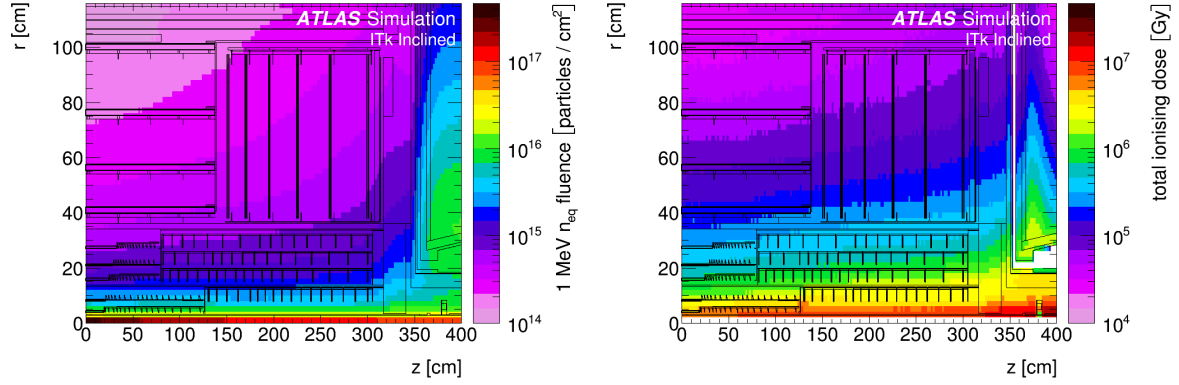 r [cm]
ATLAS Simulation
ITk Inclined
100
80
60
40
20
0
0 50 100 150 200 250 300 350 400
z [cm]
10^17
10^16
10^15
10^14
1 MeV n_eq fluence [particles / cm²]
r [cm]
ATLAS Simulation
ITk Inclined
100
80
60
40
20
0
0 50 100 150 200 250 300 350 400
z [cm]
10^7
10^6
10^5
10^4
total ionising dose [Gy]